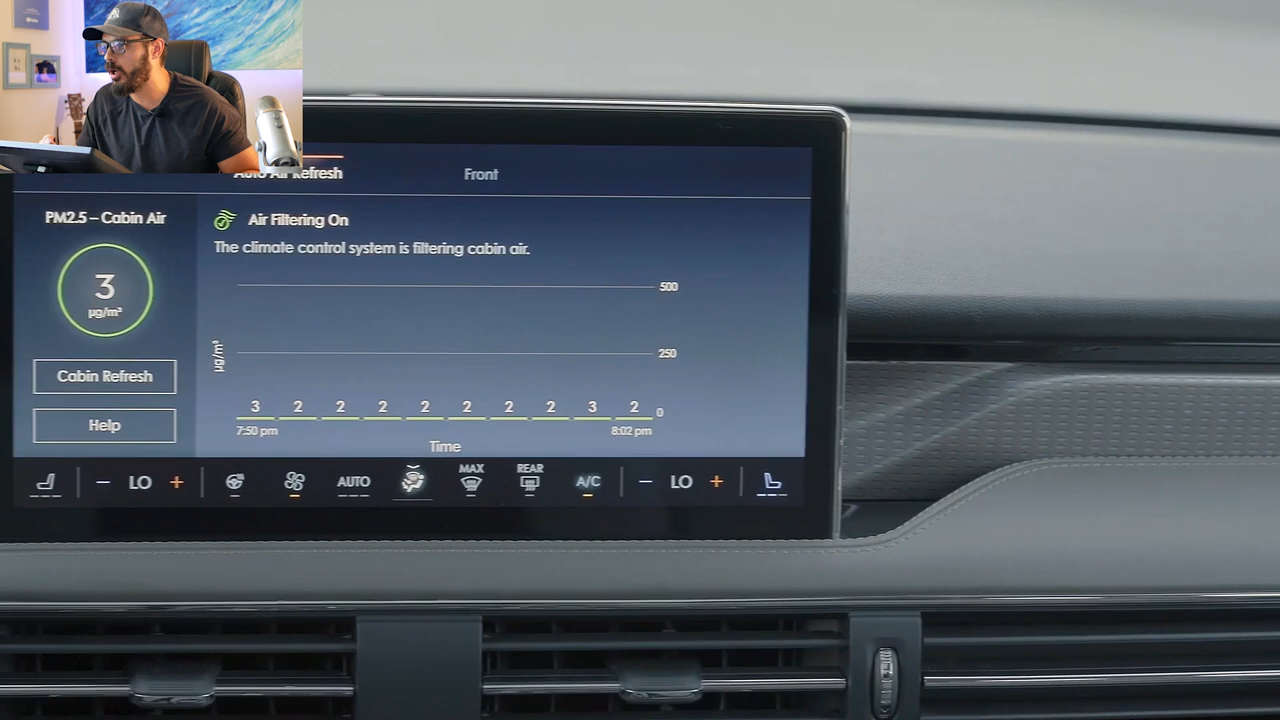 Auto Air Refresh
Front
PM2.5 – Cabin Air
3
µg/m³
Cabin Refresh
Help
Air Filtering On
The climate control system is filtering cabin air.
500
250
0
µg/m³
3 2 2 2 2 2 2 2 3 2
7:50 pm 8:02 pm
Time
– LO + AUTO MAX REAR A/C – LO +